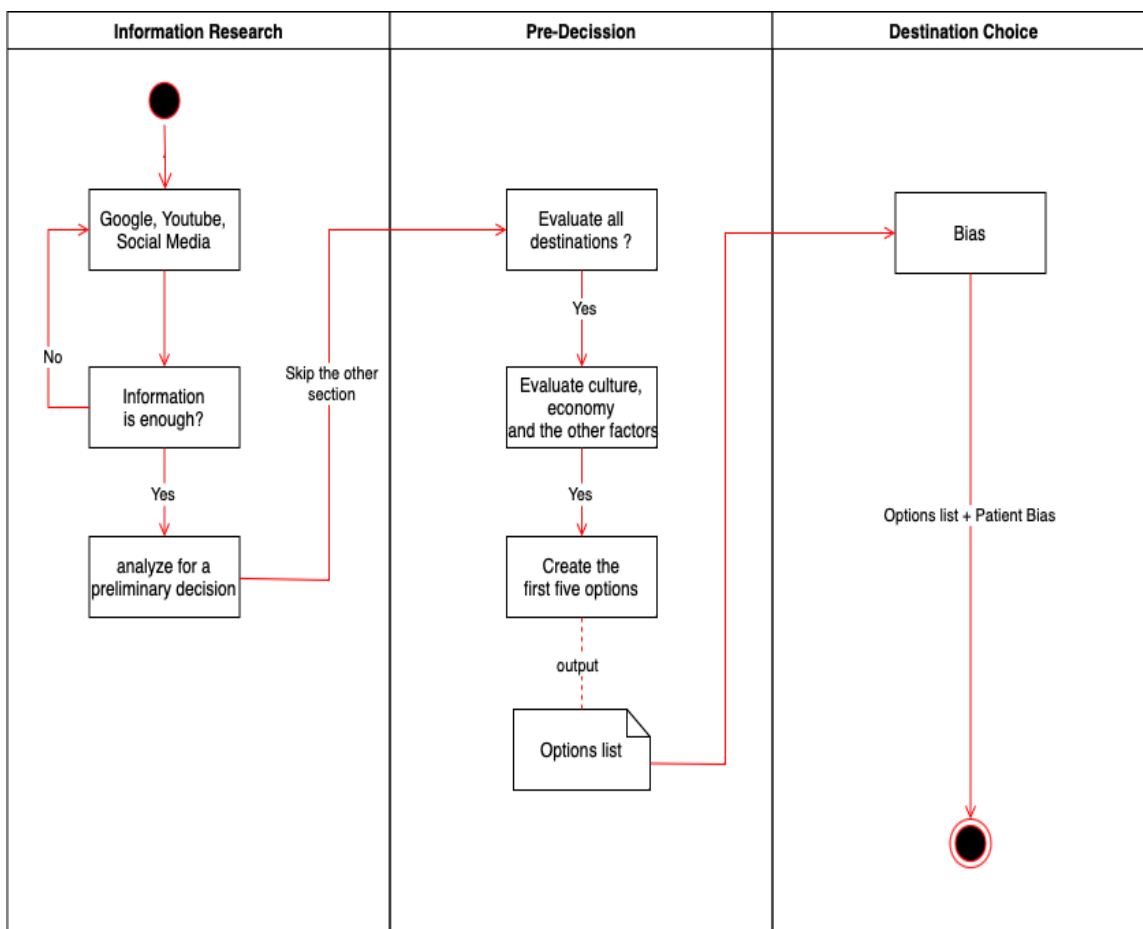 Information Research
Pre-Decission
Destination Choice
Google, Youtube,
Social Media
No
Information
is enough?
Yes
analyze for a
preliminary decision
Skip the other
section
Evaluate all
destinations ?
Yes
Evaluate culture,
economy
and the other factors
Yes
Create the
first five options
output
Options list
Bias
Options list + Patient Bias